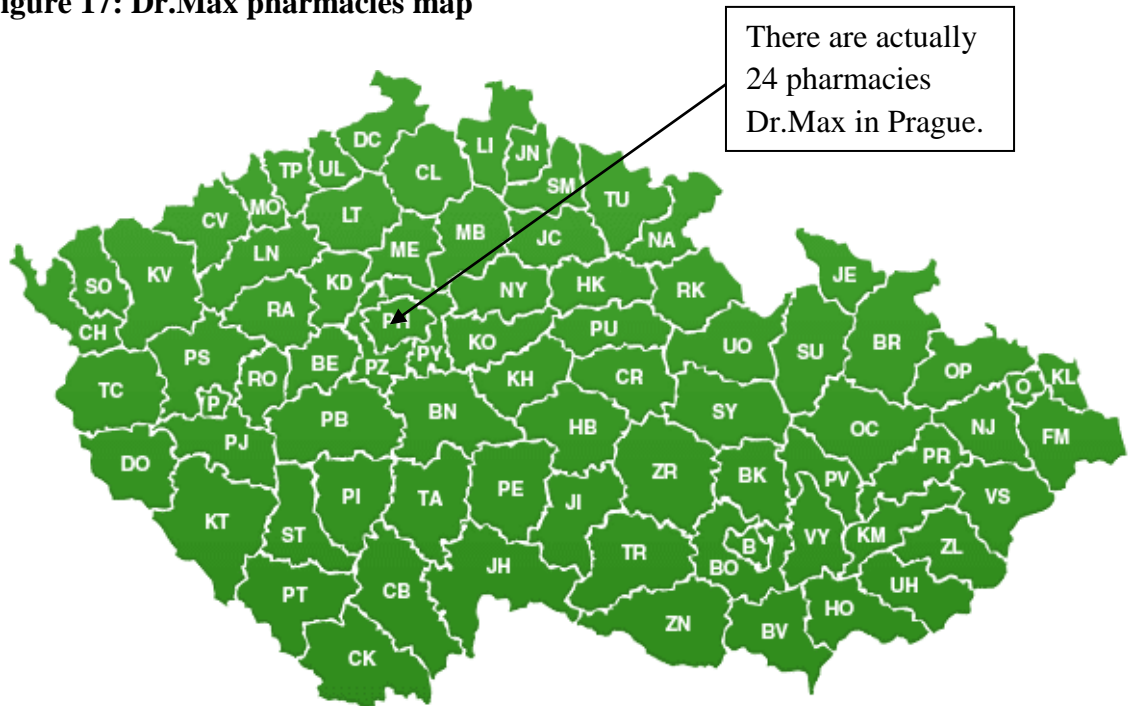 igure 17: Dr.Max pharmacies map
There are actually
24 pharmacies
Dr.Max in Prague.
DC
LI
JN
TP
UL
CL
SM
TU
MO
CV
LT
MB
JC
NA
ME
LN
KV
SO
KD
NY
HK
RK
JE
RA
CH
PU
KO
UO
SU
BR
PS
PY
BE
PZ
RO
TC
KH
CR
OP
O
KL
P
PB
BN
SY
HB
OC
NJ
FM
PJ
DO
PR
ZR
BK
PV
PI
TA
PE
JI
VS
KT
ST
VY
KM
ZL
B
TR
BO
JH
UH
PT
CB
HO
ZN
BV
CK